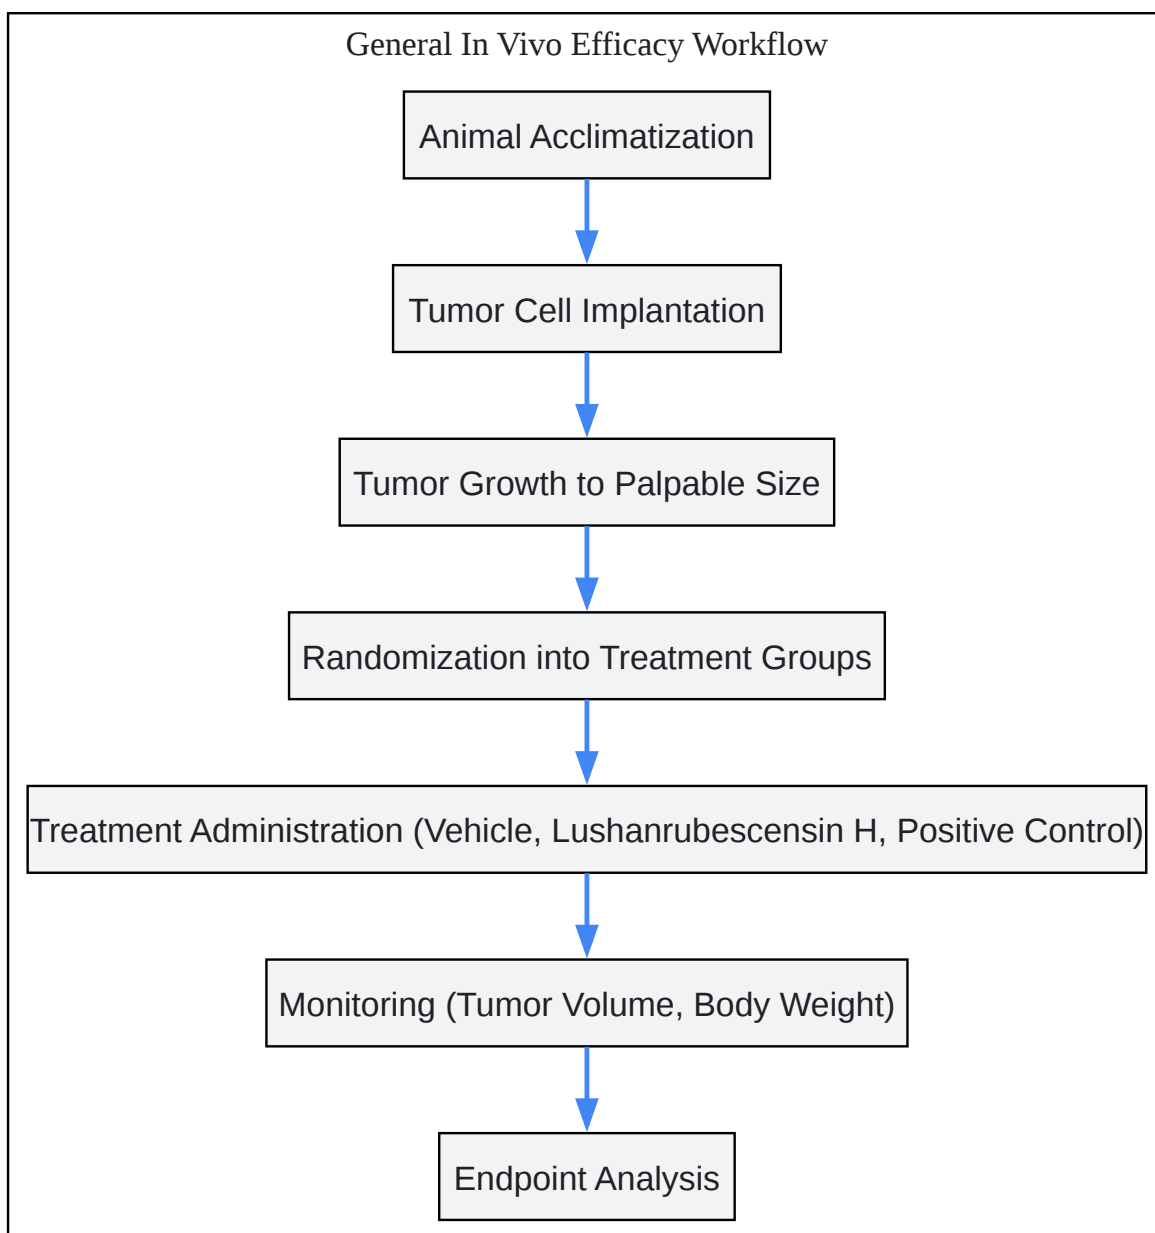 General In Vivo Efficacy Workflow
Animal Acclimatization
Tumor Cell Implantation
Tumor Growth to Palpable Size
Randomization into Treatment Groups
Treatment Administration (Vehicle, Lushanrubescensin H, Positive Control)
Monitoring (Tumor Volume, Body Weight)
Endpoint Analysis